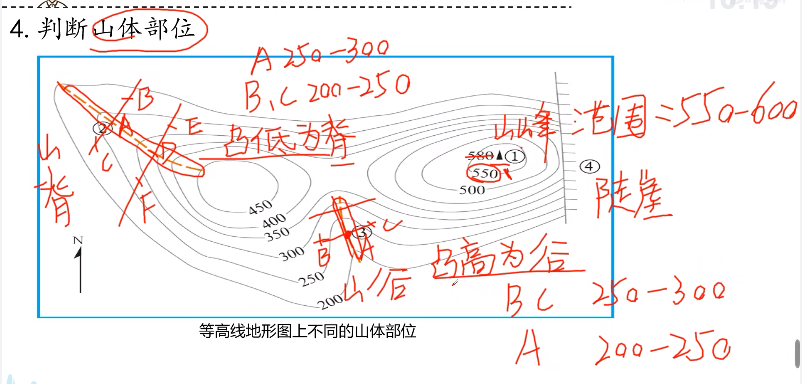 4. 判断山体部位
A 250-300
B、C 200-250
凸低为脊
B
②
A
E
C
D
F
山脊
山峰：范围=550-600
580▲①
550
500
④
陡崖
450
400
350
300
250
200
N
③
B
A
C
山谷
凸高为谷
BC 250-300
A 200-250
等高线地形图上不同的山体部位